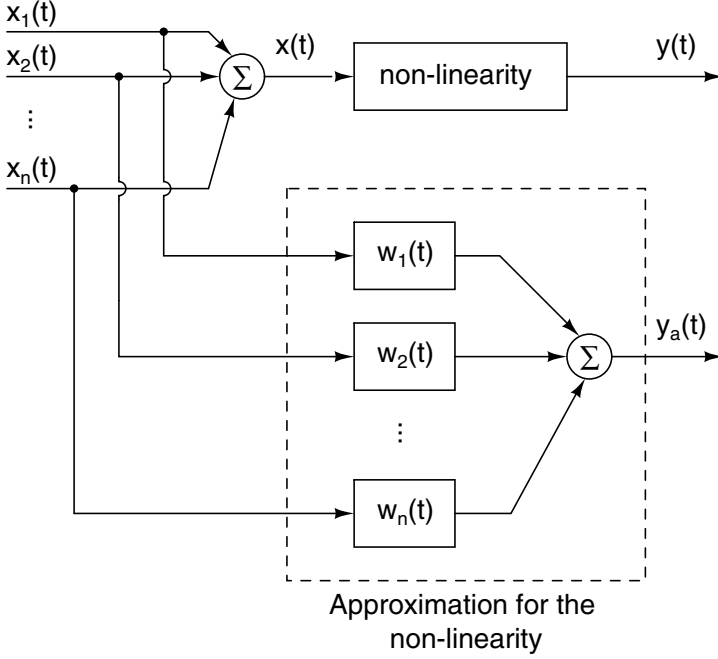 x₁(t)
x₂(t)
⋮
xₙ(t)
Σ
x(t)
non-linearity
y(t)
w₁(t)
w₂(t)
⋮
wₙ(t)
Σ
yₐ(t)
Approximation for the
non-linearity